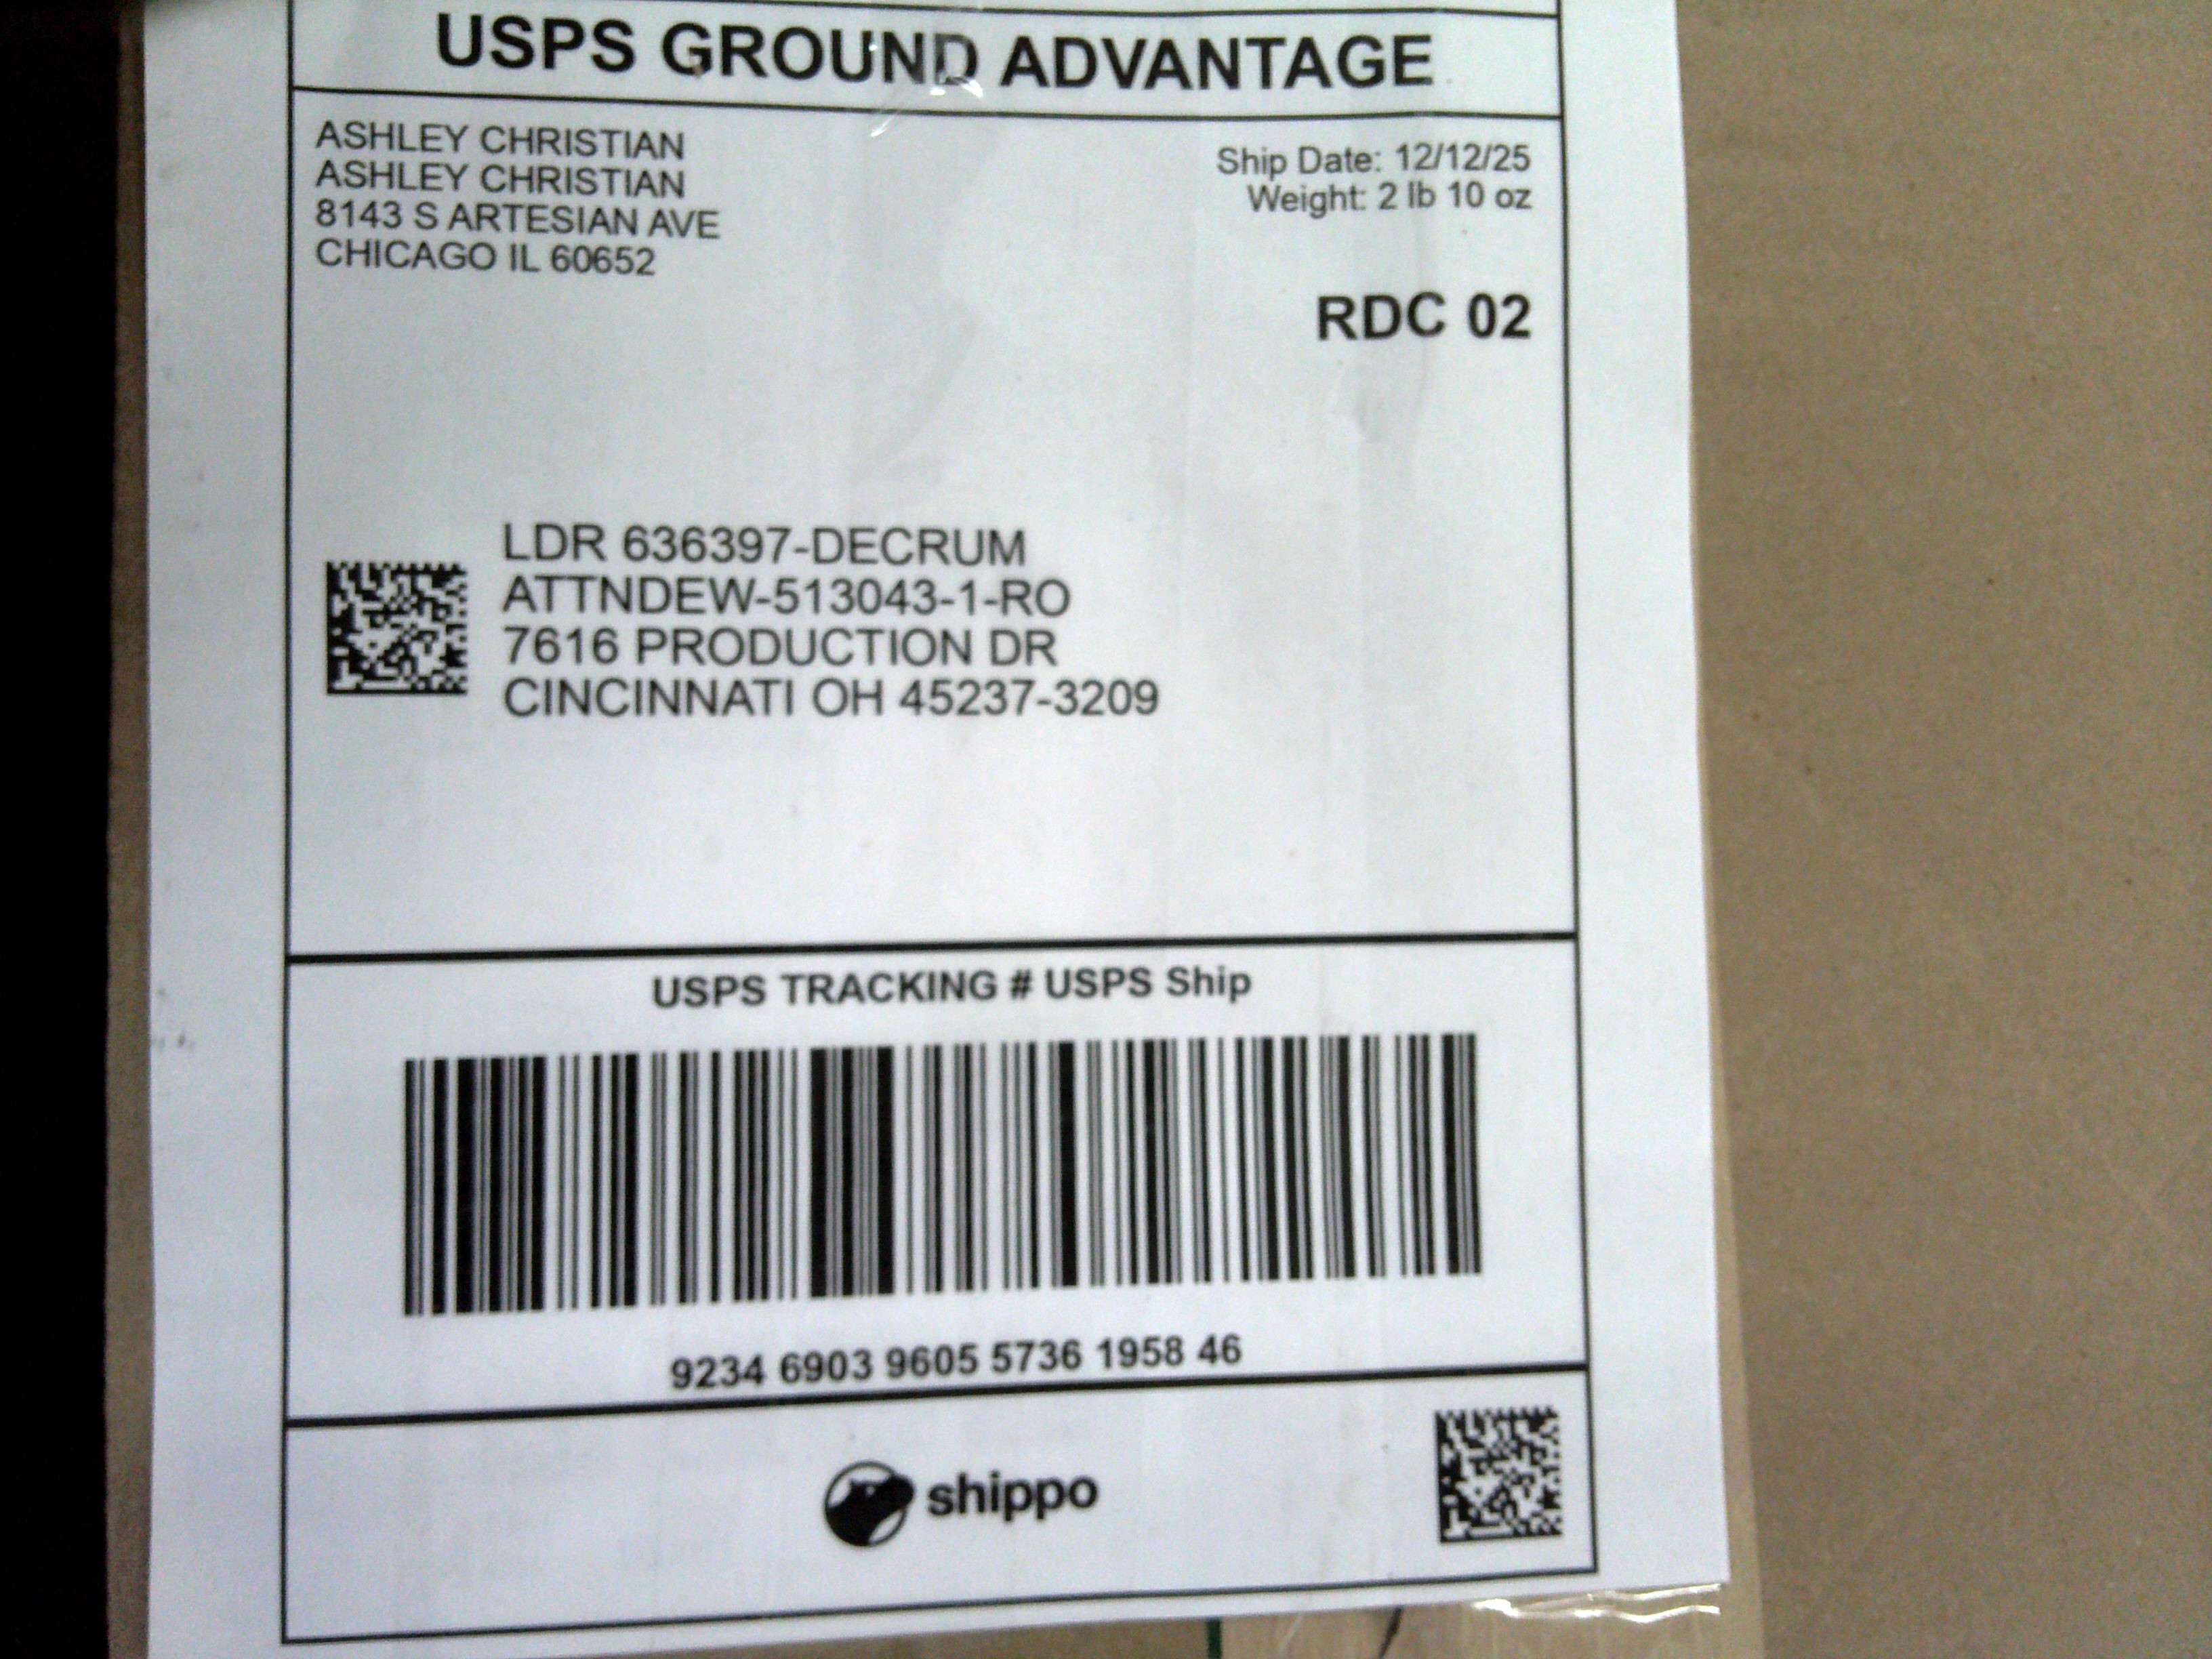 USPS GROUND ADVANTAGE
ASHLEY CHRISTIAN
ASHLEY CHRISTIAN
8143 S ARTESIAN AVE
CHICAGO IL 60652
Ship Date: 12/12/25
Weight: 2 lb 10 oz
RDC 02
LDR 636397-DECRUM
ATTNDEW-513043-1-RO
7616 PRODUCTION DR
CINCINNATI OH 45237-3209
USPS TRACKING # USPS Ship
9234 6903 9605 5736 1958 46
shippo